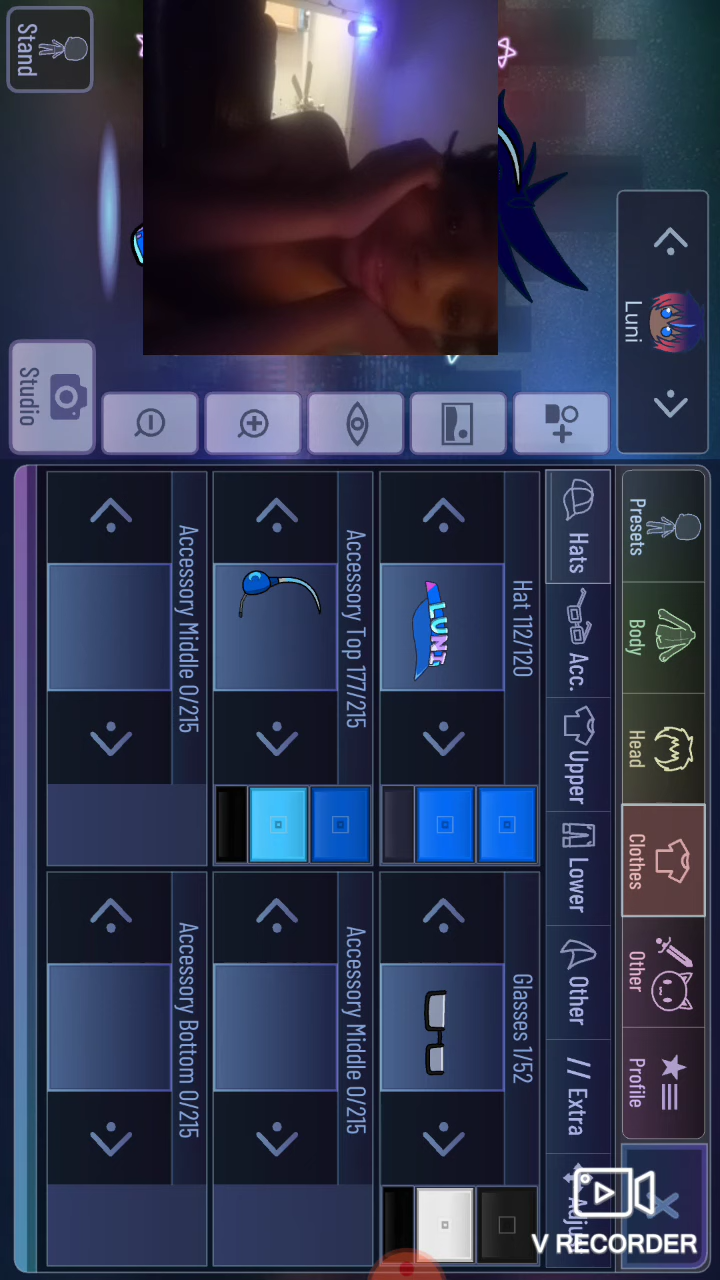 Stand
Luni
Studio
Presets
Body
Head
Clothes
Other
Profile
Hats
Acc.
Upper
Lower
Other
// Extra
Hat 112/120
LUNI
Glasses 1/52
Accessory Top 177/215
Accessory Middle 0/215
Accessory Middle 0/215
Accessory Bottom 0/215
V RECORDER